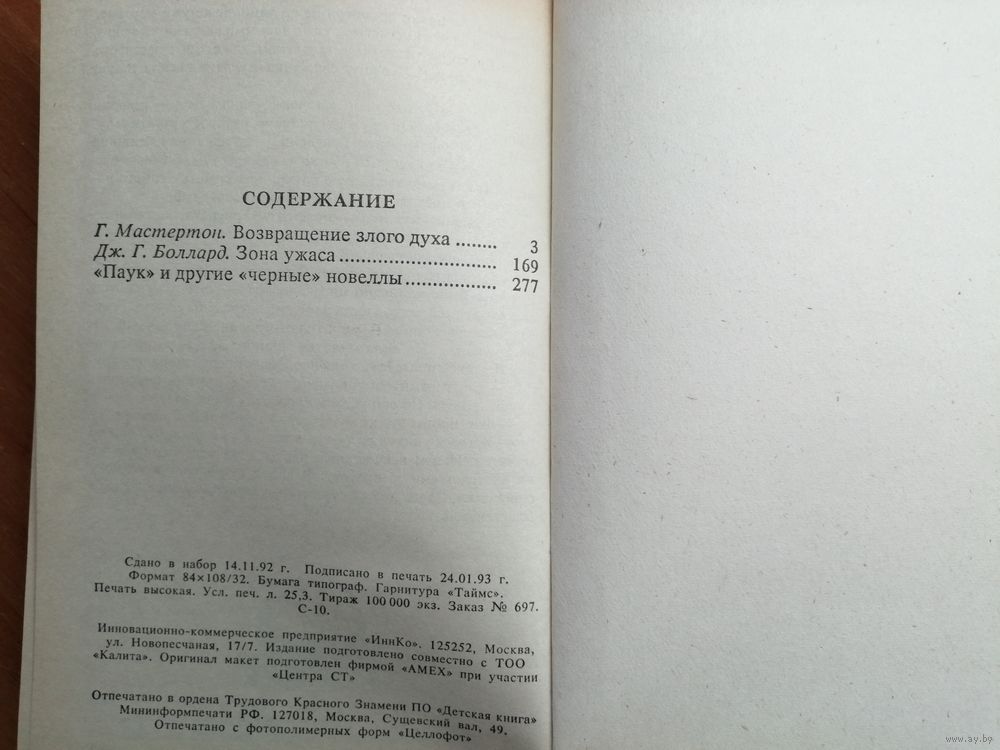 СОДЕРЖАНИЕ
Г. Мастертон. Возвращение злого духа ........ 3
Дж. Г. Боллард. Зона ужаса ............................ 169
«Паук» и другие «черные» новеллы ................. 277
Сдано в набор 14.11.92 г. Подписано в печать 24.01.93 г.
Формат 84×108/32. Бумага типограф. Гарнитура «Таймс».
Печать высокая. Усл. печ. л. 25,3. Тираж 100 000 экз. Заказ № 697.
С-10.
Инновационно-коммерческое предприятие «ИннКо». 125252, Москва,
ул. Новопесчаная, 17/7. Издание подготовлено совместно с ТОО
«Калита». Оригинал макет подготовлен фирмой «АМЕХ» при участии
«Центра СТ»
Отпечатано в ордена Трудового Красного Знамени ПО «Детская книга»
Мининформпечати РФ. 127018, Москва, Сущевский вал, 49.
Отпечатано с фотополимерных форм «Целлофот»
www.ay.by